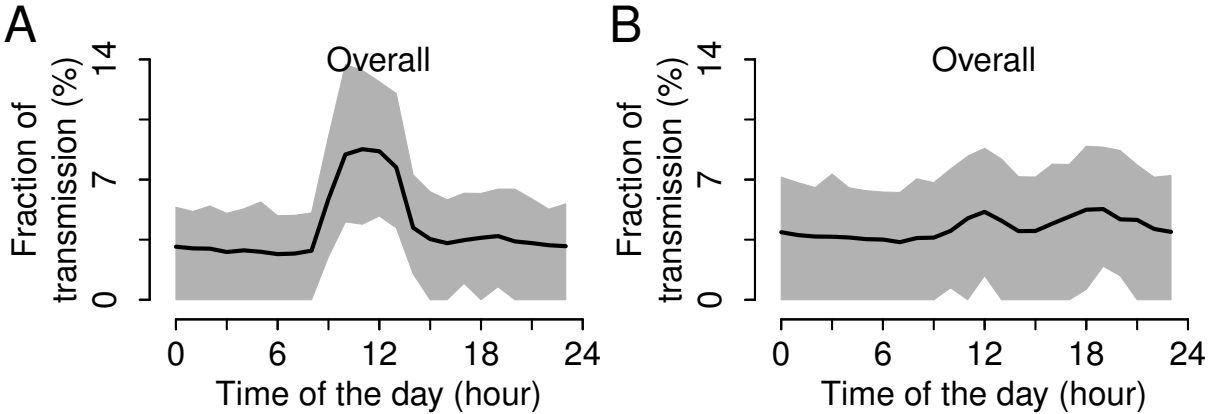 A
Overall
Fraction of
transmission (%)
14
7
0
0 6 12 18 24
Time of the day (hour)
B
Overall
Fraction of
transmission (%)
14
7
0
0 6 12 18 24
Time of the day (hour)